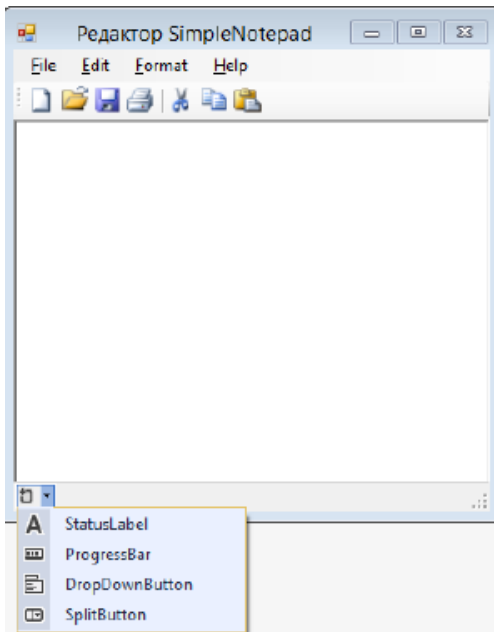 Редактор SimpleNotepad
File Edit Format Help
StatusLabel
ProgressBar
DropDownButton
SplitButton